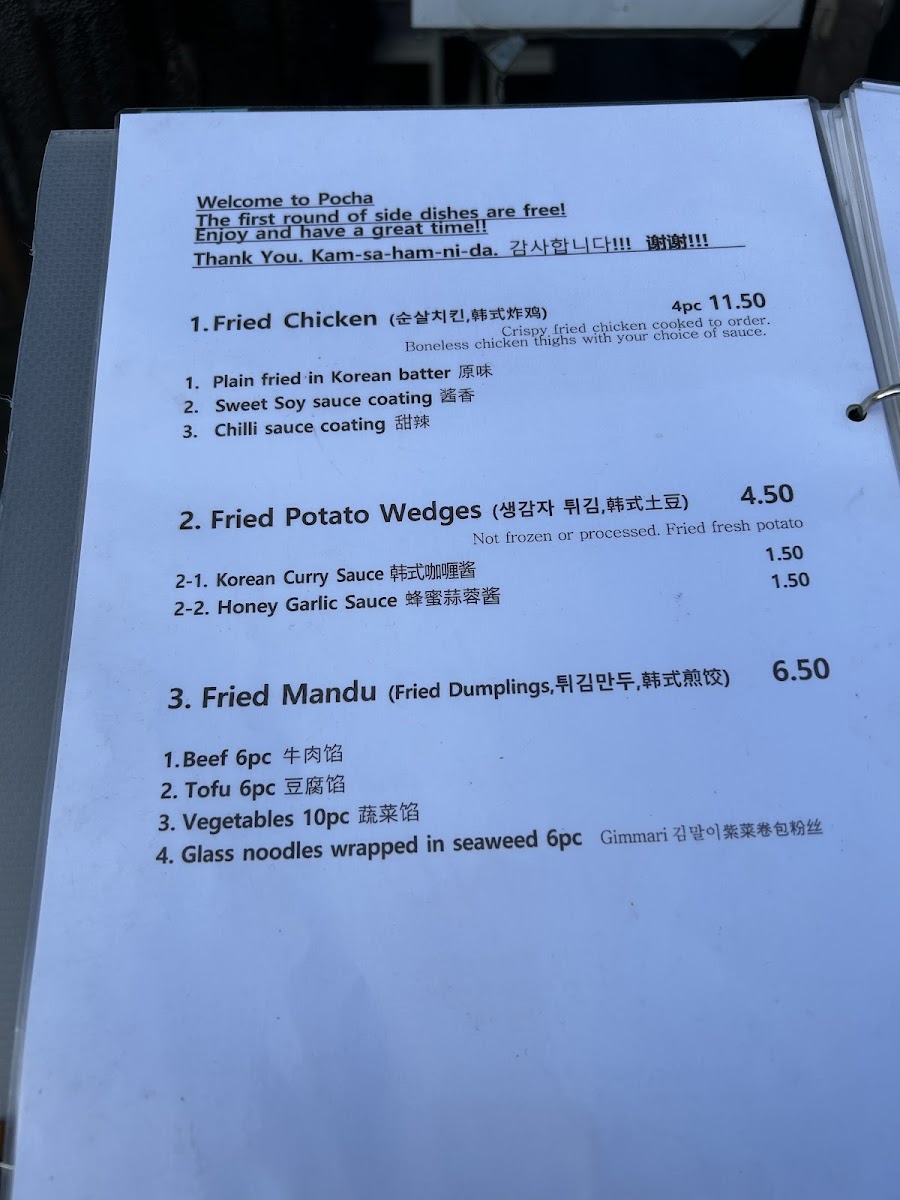 Welcome to Pocha
The first round of side dishes are free!
Enjoy and have a great time!!
Thank You. Kam-sa-ham-ni-da. 감사합니다!!! 谢谢!!!
1. Fried Chicken (순살치킨,韩式炸鸡) 4pc 11.50
Crispy fried chicken cooked to order.
Boneless chicken thighs with your choice of sauce.
1. Plain fried in Korean batter 原味
2. Sweet Soy sauce coating 酱香
3. Chilli sauce coating 甜辣
2. Fried Potato Wedges (생감자 튀김,韩式土豆) 4.50
Not frozen or processed. Fried fresh potato
2-1. Korean Curry Sauce 韩式咖喱酱 1.50
2-2. Honey Garlic Sauce 蜂蜜蒜蓉酱 1.50
3. Fried Mandu (Fried Dumplings,튀김만두,韩式煎饺) 6.50
1.Beef 6pc 牛肉馅
2. Tofu 6pc 豆腐馅
3. Vegetables 10pc 蔬菜馅
4. Glass noodles wrapped in seaweed 6pc Gimmari 김말이紫菜卷包粉丝